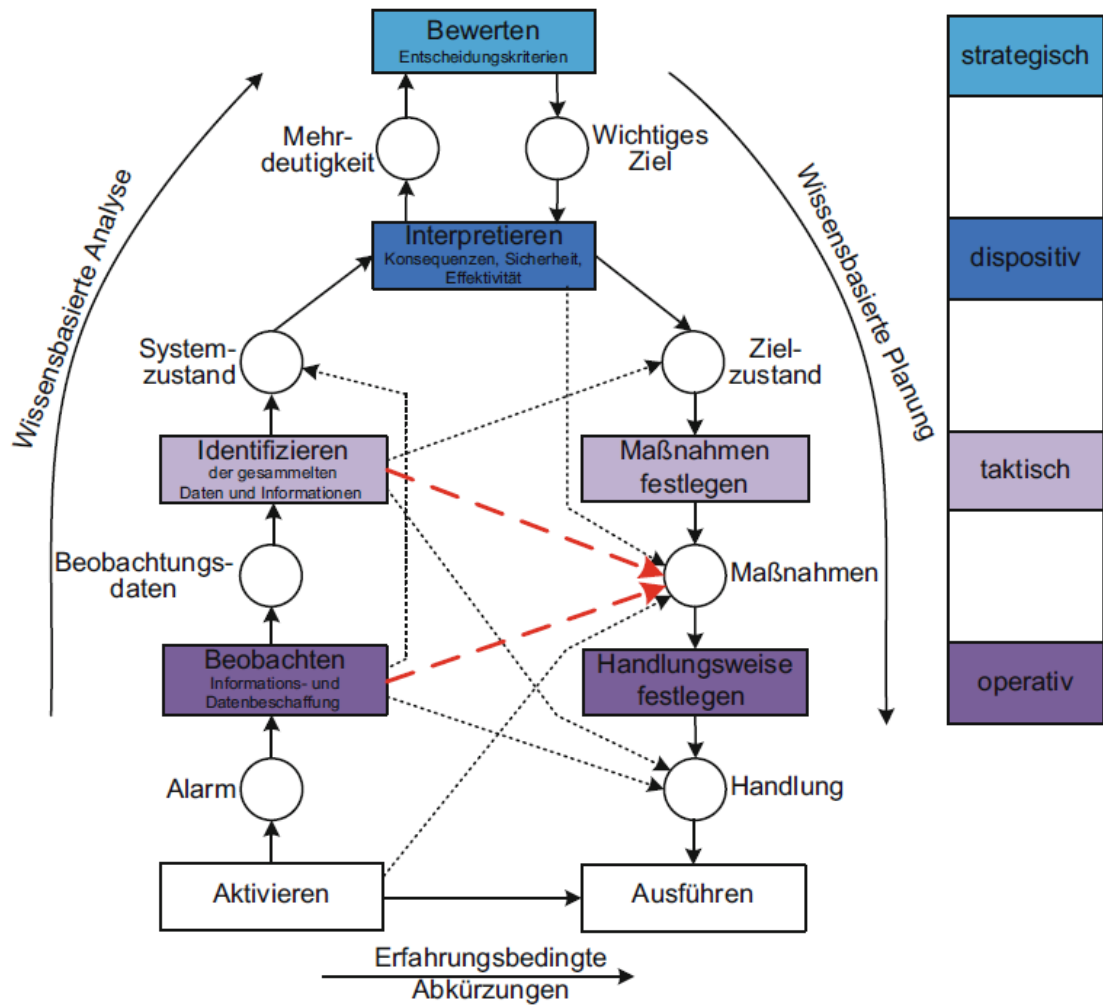 Bewerten
Entscheidungskriterien
strategisch
Mehr-
deutigkeit
Wichtiges
Ziel
Interpretieren
Konsequenzen, Sicherheit,
Effektivität
dispositiv
Wissensbasierte Analyse
Wissensbasierte Planung
System-
zustand
Ziel-
zustand
Identifizieren
der gesammelten
Daten und Informationen
Maßnahmen
festlegen
taktisch
Beobachtungs-
daten
Maßnahmen
Beobachten
Informations- und
Datenbeschaffung
Handlungsweise
festlegen
operativ
Alarm
Handlung
Aktivieren
Ausführen
Erfahrungsbedingte
Abkürzungen